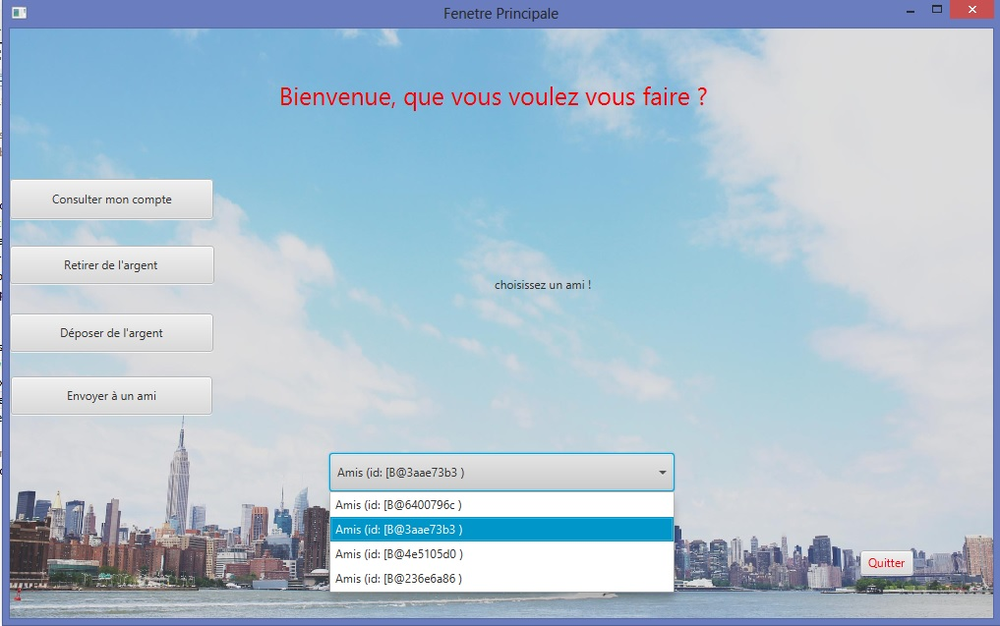 Fenetre Principale
Bienvenue, que vous voulez vous faire ?
Consulter mon compte
Retirer de l'argent
choisissez un ami !
Déposer de l'argent
Envoyer à un ami
Amis (id: [B@3aae73b3 )
Amis (id: [B@6400796c )
Amis (id: [B@3aae73b3 )
Amis (id: [B@4e5105d0 )
Amis (id: [B@236e6a86 )
Quitter